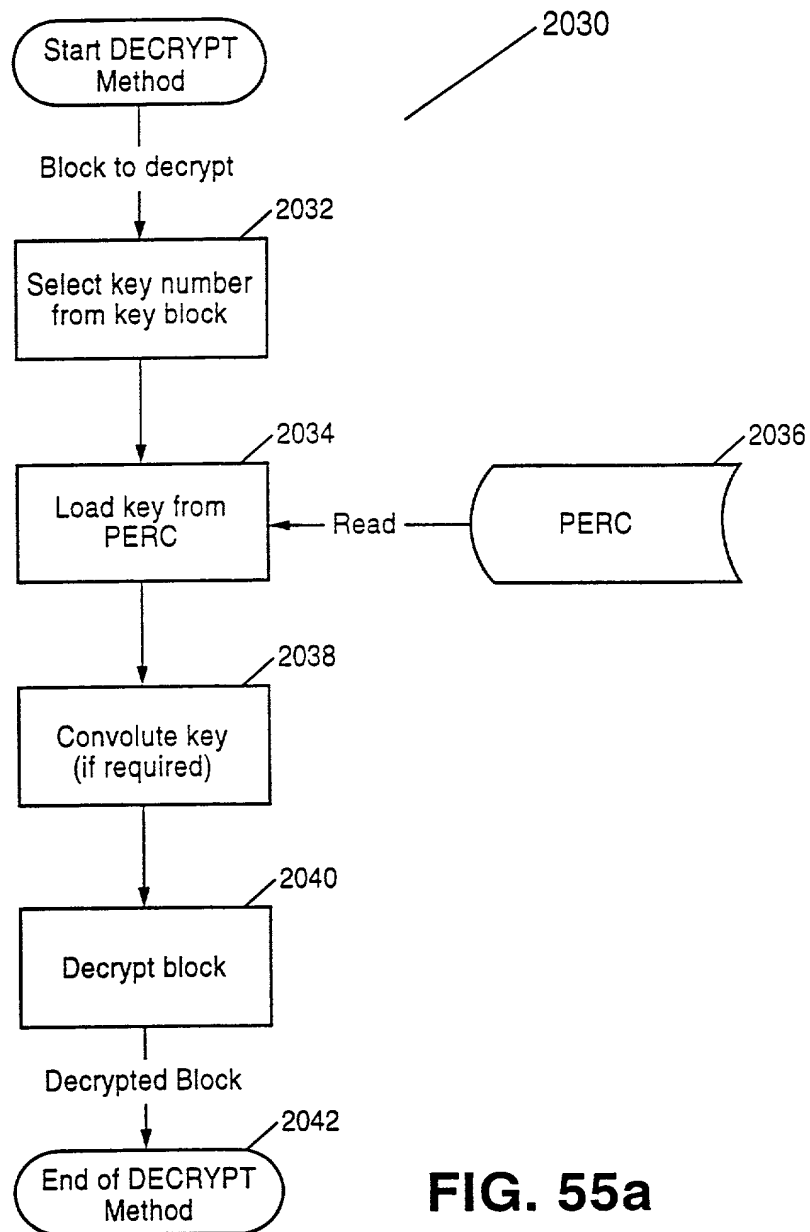 Start DECRYPT
Method
2030
Block to decrypt
2032
Select key number
from key block
2034
Load key from
PERC
Read
2036
PERC
2038
Convolute key
(if required)
2040
Decrypt block
Decrypted Block
2042
End of DECRYPT
Method
FIG. 55a